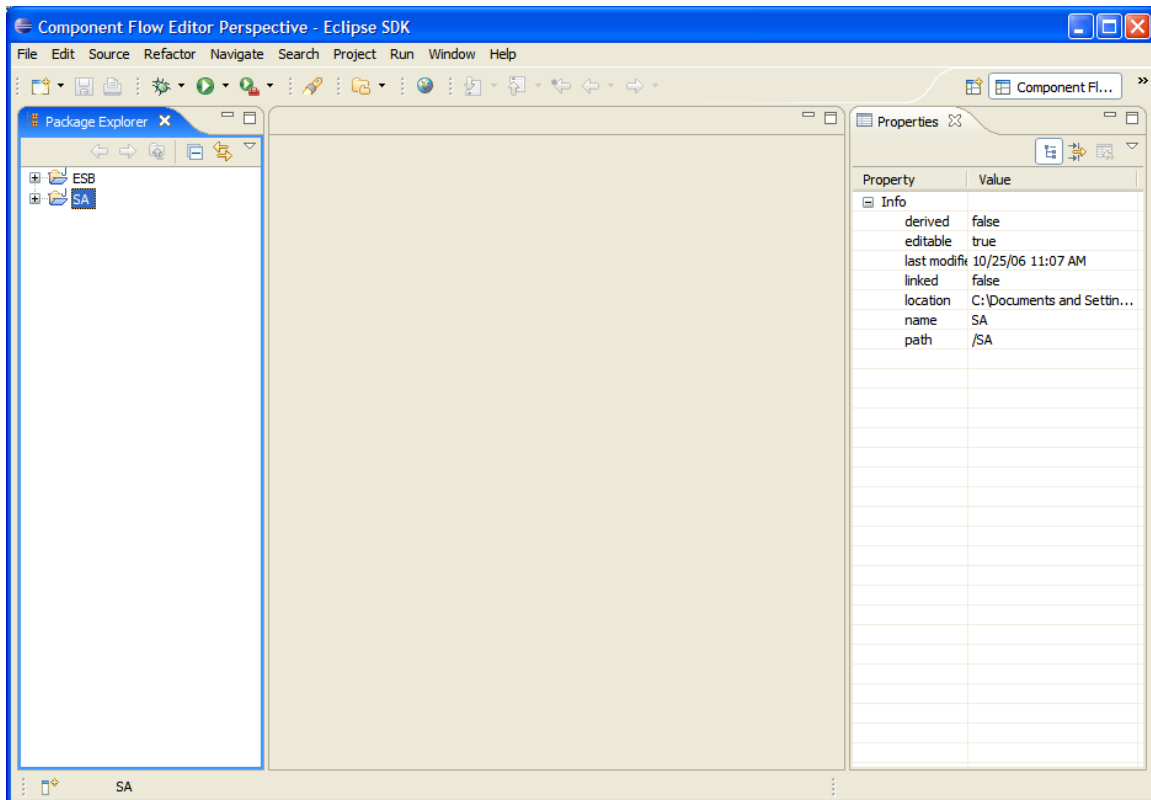 Component Flow Editor Perspective - Eclipse SDK
File Edit Source Refactor Navigate Search Project Run Window Help
Component Fl... »
Package Explorer
Properties
ESB
SA
Property Value
Info
derived false
editable true
last modifie 10/25/06 11:07 AM
linked false
location C:\Documents and Settin...
name SA
path /SA
SA